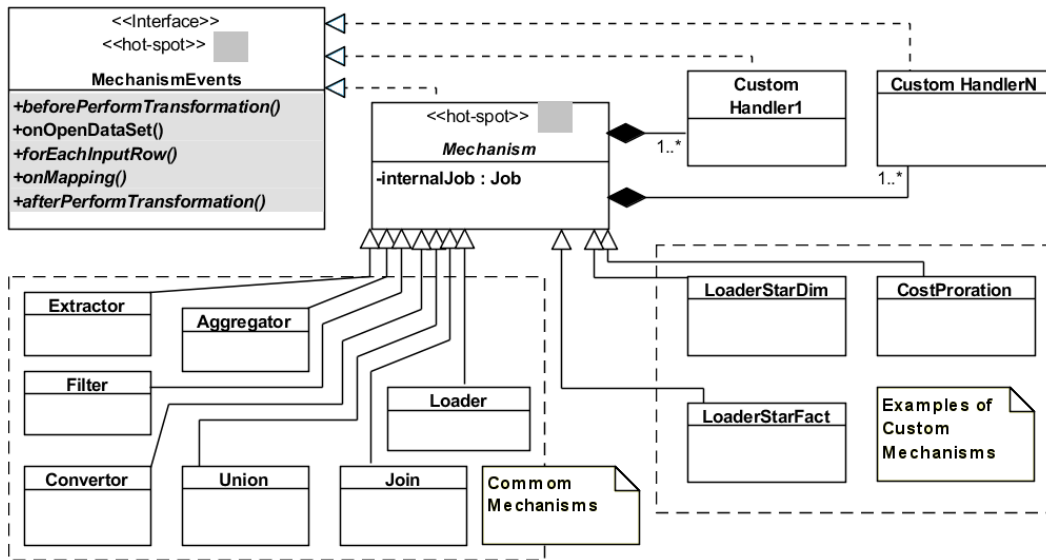 <<Interface>>
<<hot-spot>>
MechanismEvents
+beforePerformTransformation()
+onOpenDataSet()
+forEachInputRow()
+onMapping()
+afterPerformTransformation()
<<hot-spot>>
Mechanism
-internalJob : Job
Custom
Handler1
Custom HandlerN
1..*
1..*
Extractor
Aggregator
Filter
Loader
Convertor
Union
Join
Commom
Mechanisms
LoaderStarDim
CostProration
LoaderStarFact
Examples of
Custom
Mechanisms